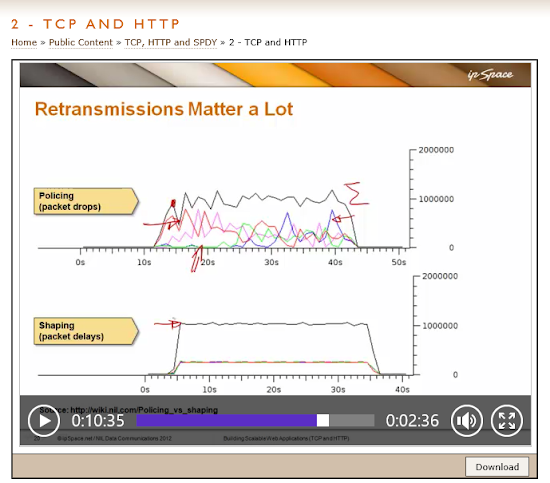 2 - TCP AND HTTP
Home » Public Content » TCP, HTTP and SPDY » 2 - TCP and HTTP
ip Space
Retransmissions Matter a Lot
2000000
Policing
(packet drops)
1000000
0
0s 10s 20s 30s 40s 50s
2000000
Shaping
(packet delays)
1000000
0
0s 10s 20s 30s 40s
Source: http://wiki.nil.com/Policing_vs_shaping
0:10:35 0:02:36
© ipSpace.net / NIL Data Communications 2012 Building Scalable Web Applications (TCP and HTTP)
Download